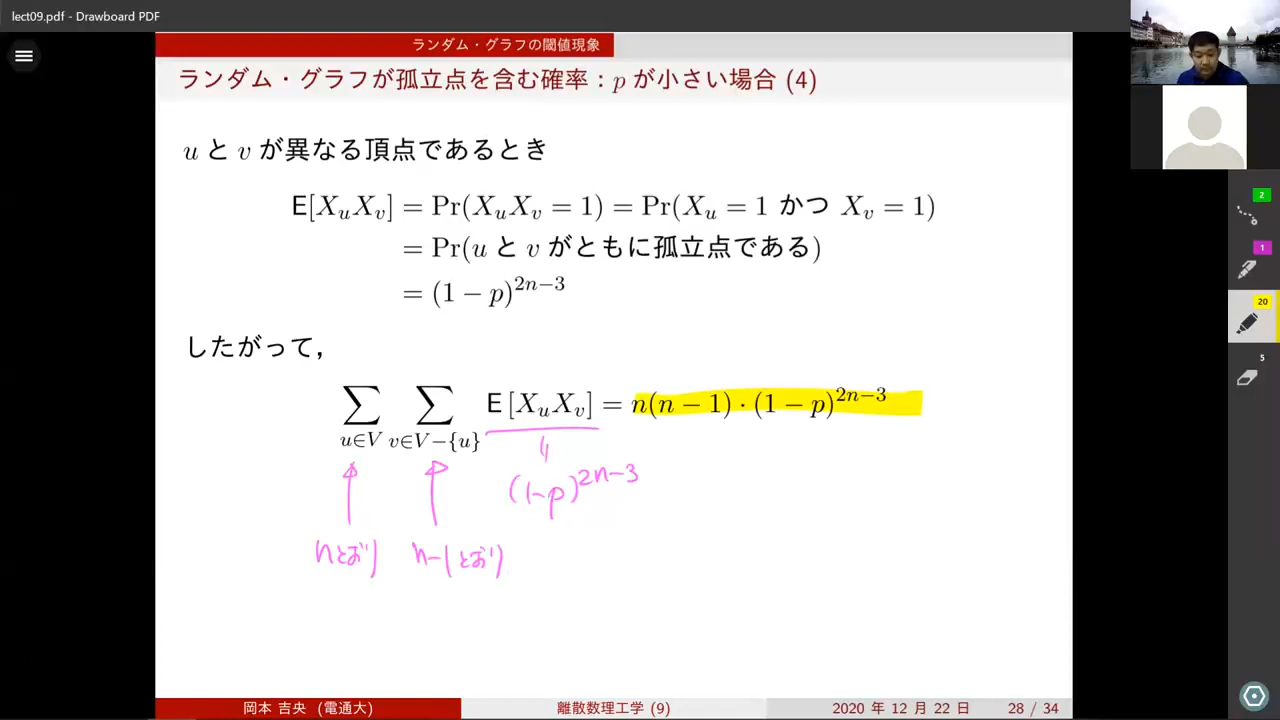 lect09.pdf - Drawboard PDF
ランダム・グラフの閾値現象
ランダム・グラフが孤立点を含む確率：p が小さい場合 (4)
u と v が異なる頂点であるとき
E[X_u X_v] = Pr(X_u X_v = 1) = Pr(X_u = 1 かつ X_v = 1)
= Pr(u と v がともに孤立点である)
= (1 − p)^{2n−3}
したがって，
∑_{u∈V} ∑_{v∈V−{u}} E [X_u X_v] = n(n − 1) · (1 − p)^{2n−3}
(1-p)^{2n-3}
nとおり n-1とおり
岡本 吉央 (電通大) 離散数理工学 (9) 2020 年 12 月 22 日 28 / 34
2
1
20
5